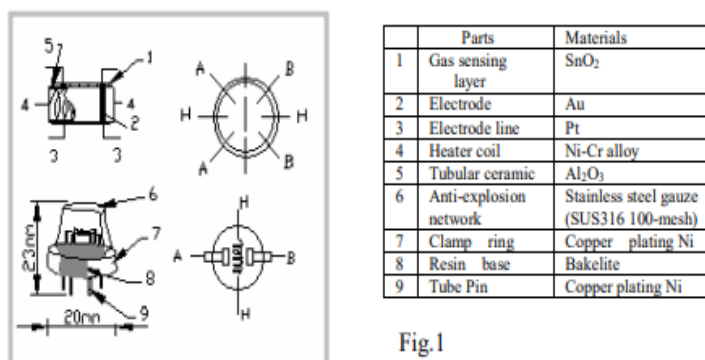 5
1
A
B
4
4
H
H
2
3
3
A
B
6
H
7
A
B
23mm
8
H
9
20mm
Parts Materials
1 Gas sensing layer SnO₂
2 Electrode Au
3 Electrode line Pt
4 Heater coil Ni-Cr alloy
5 Tubular ceramic Al₂O₃
6 Anti-explosion network Stainless steel gauze (SUS316 100-mesh)
7 Clamp ring Copper plating Ni
8 Resin base Bakelite
9 Tube Pin Copper plating Ni
Fig.1